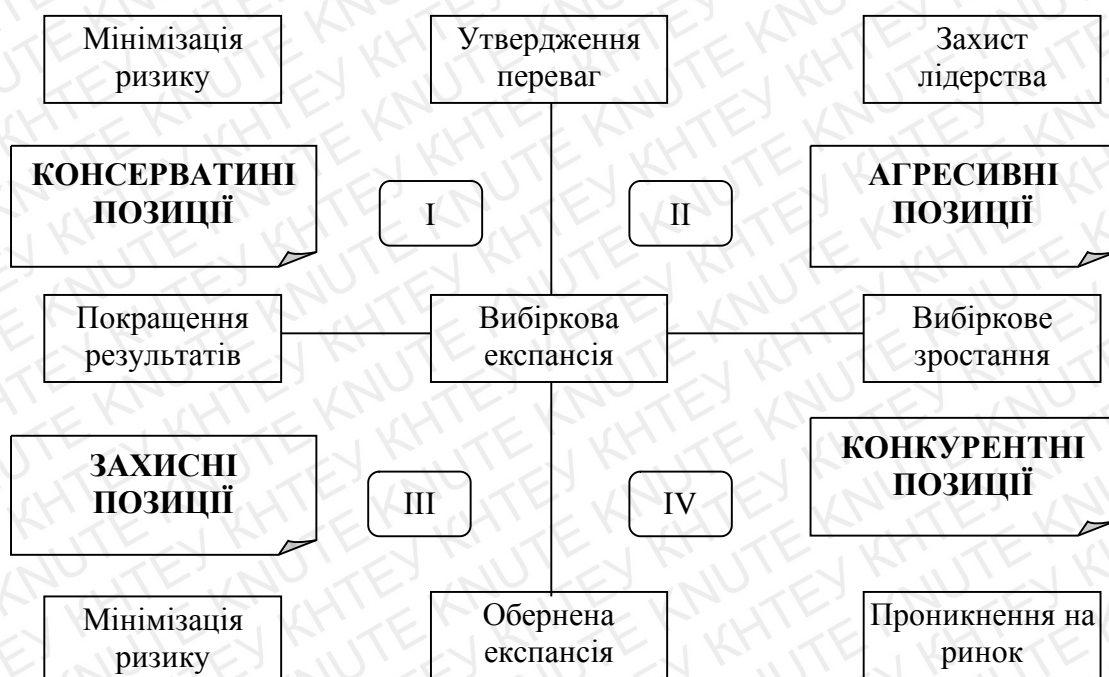 Мінімізація
ризику
Утвердження
переваг
Захист
лідерства
КОНСЕРВАТИНІ
ПОЗИЦІЇ
I
II
АГРЕСИВНІ
ПОЗИЦІЇ
Покращення
результатів
Вибіркова
експансія
Вибіркове
зростання
ЗАХИСНІ
ПОЗИЦІЇ
III
IV
КОНКУРЕНТНІ
ПОЗИЦІЇ
Мінімізація
ризику
Обернена
експансія
Проникнення на
ринок